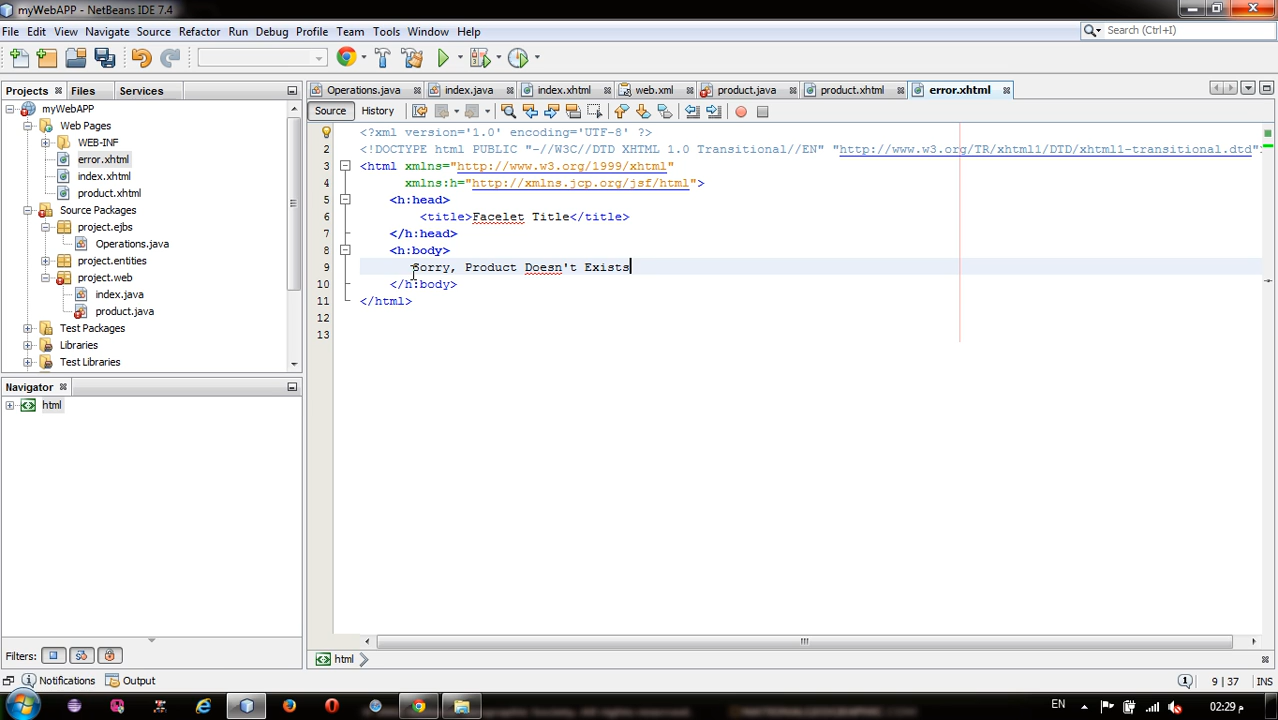 myWebAPP - NetBeans IDE 7.4
File Edit View Navigate Source Refactor Run Debug Profile Team Tools Window Help
Search (Ctrl+I)
Projects Files Services
Operations.java index.java index.xhtml web.xml product.java product.xhtml error.xhtml
Source History
myWebAPP
Web Pages
WEB-INF
error.xhtml
index.xhtml
product.xhtml
Source Packages
project.ejbs
Operations.java
project.entities
project.web
index.java
product.java
Test Packages
Libraries
Test Libraries
Navigator
html
Filters:
<?xml version='1.0' encoding='UTF-8' ?>
2 <!DOCTYPE html PUBLIC "-//W3C//DTD XHTML 1.0 Transitional//EN" "http://www.w3.org/TR/xhtml1/DTD/xhtml1-transitional.dtd">
3 <html xmlns="http://www.w3.org/1999/xhtml"
4 xmlns:h="http://xmlns.jcp.org/jsf/html">
5 <h:head>
6 <title>Facelet Title</title>
7 </h:head>
8 <h:body>
9 Sorry, Product Doesn't Exists
10 </h:body>
11 </html>
12
13
html
Notifications Output
1
9 | 37 INS
EN
02:29 م